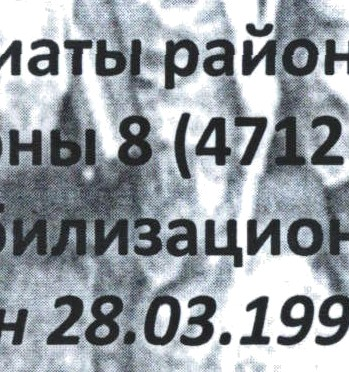 иаты район
оны 8 (4712
билизацион
н 28.03.199